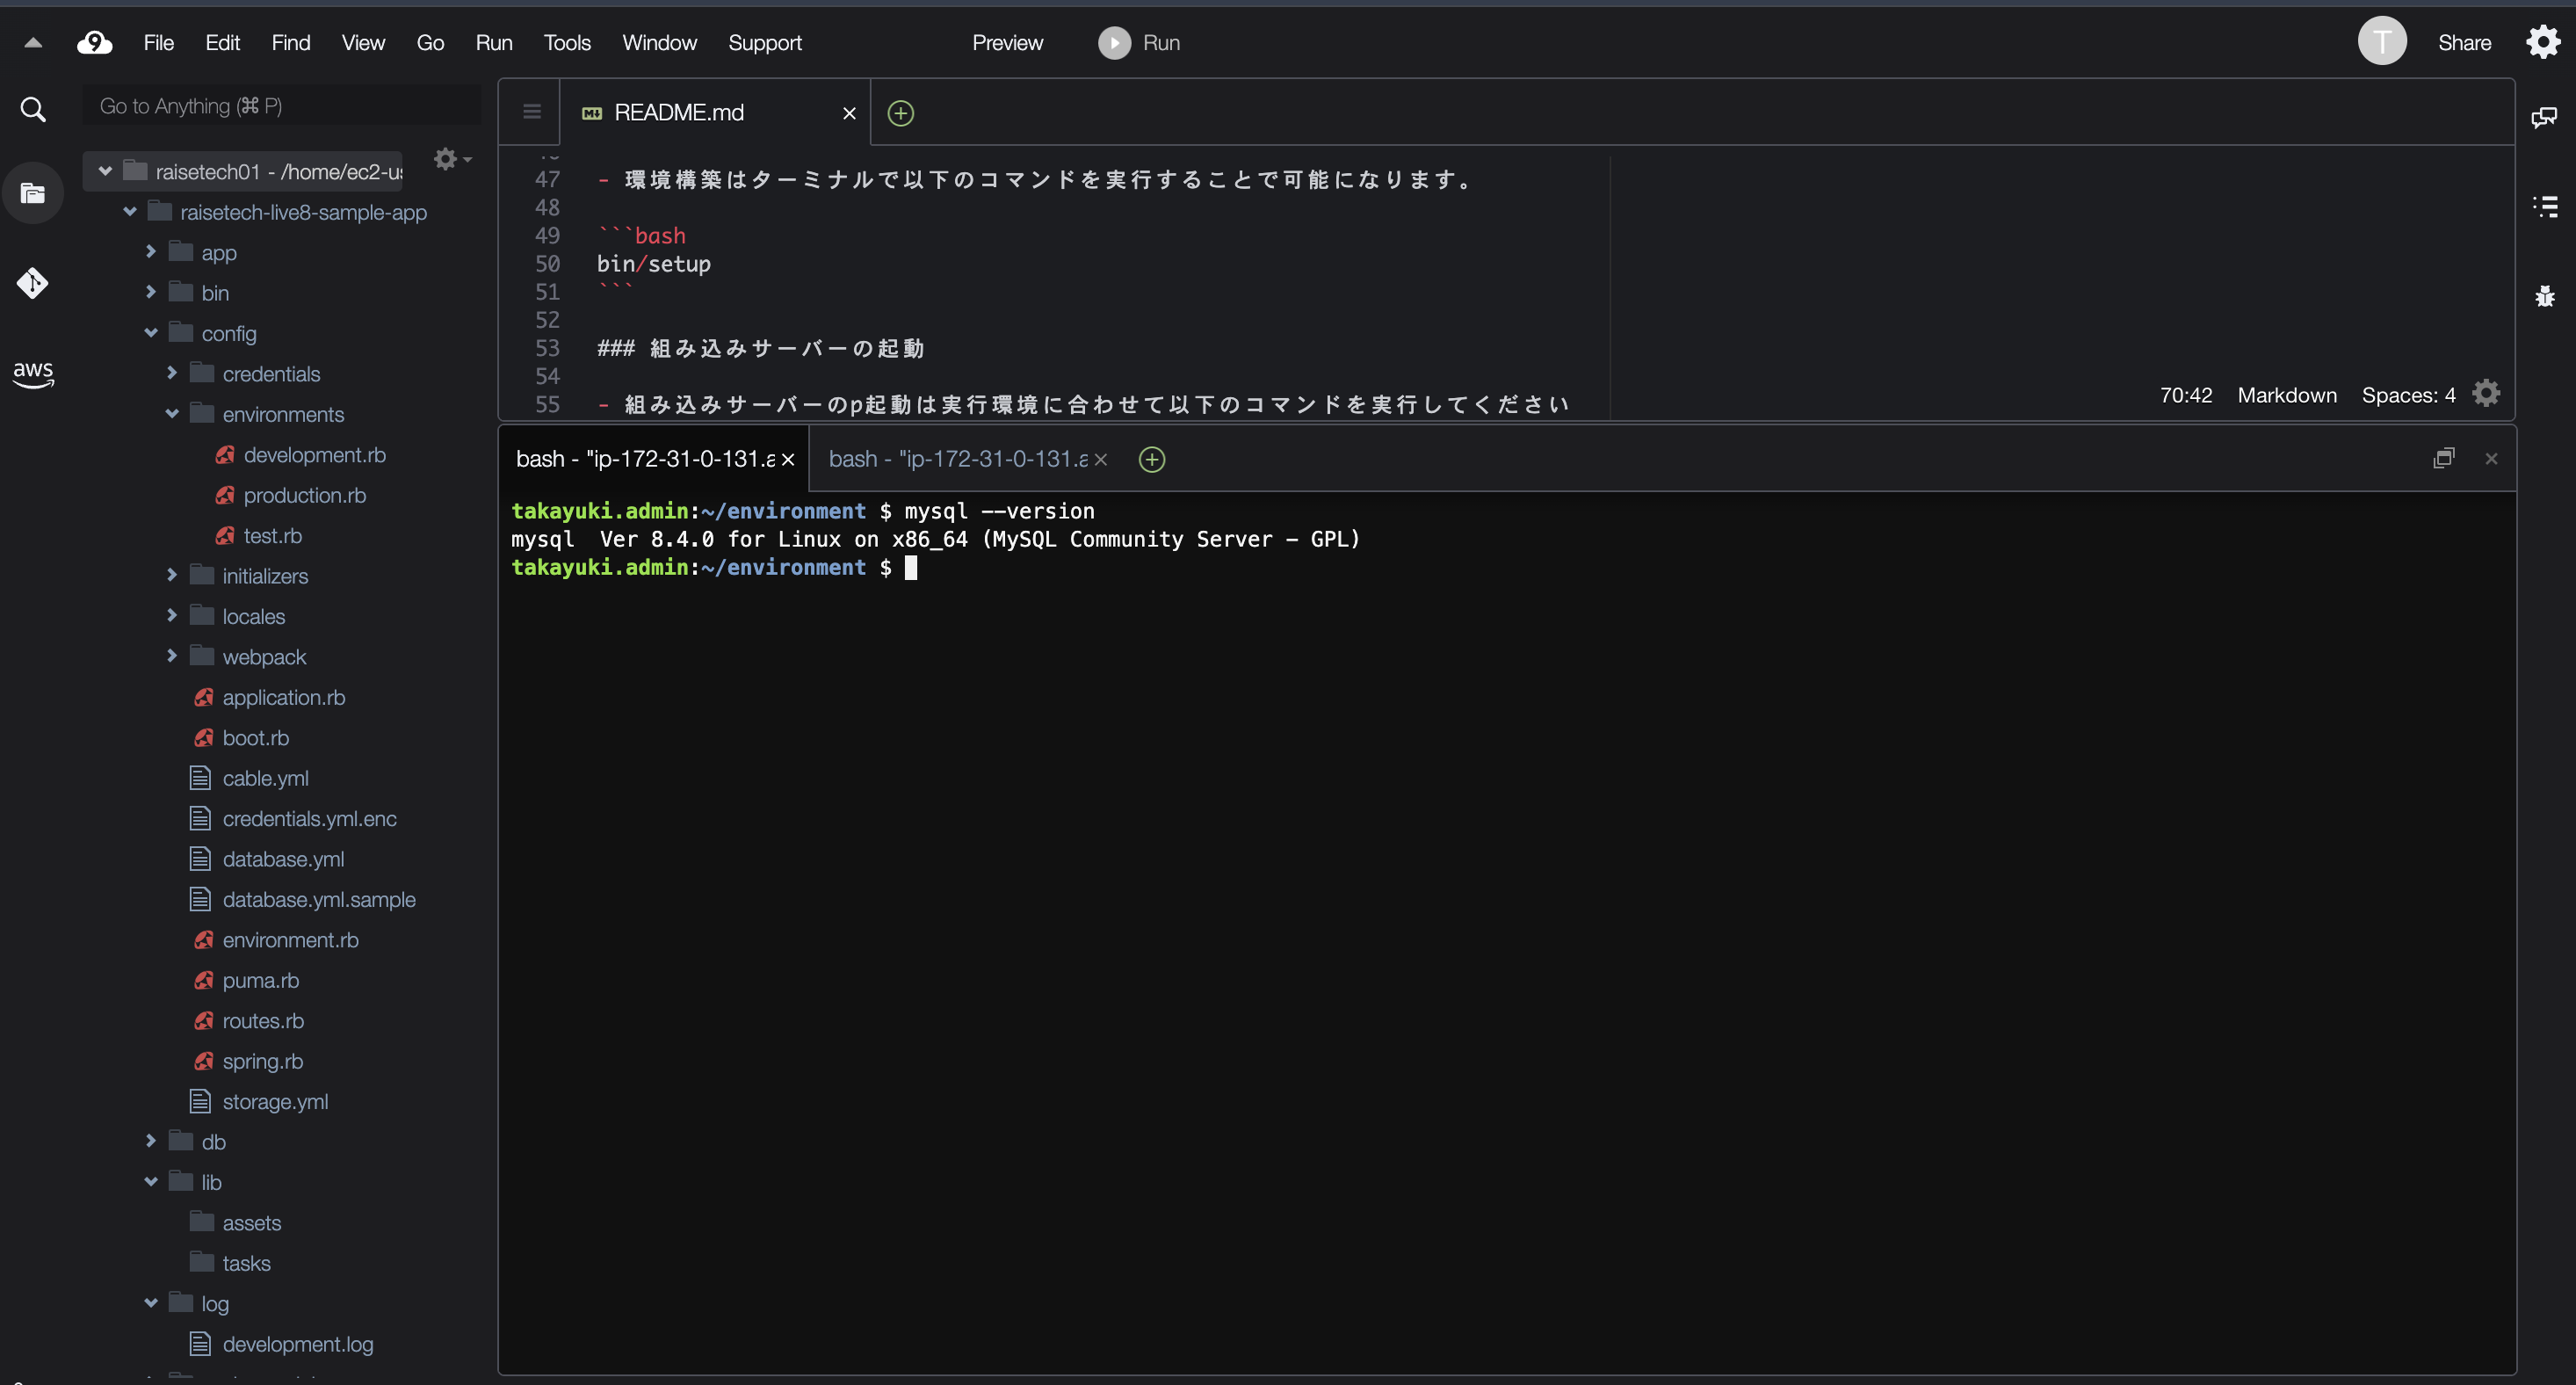 File Edit Find View Go Run Tools Window Support Preview Run T Share
Go to Anything (⌘ P)
raisetech01 - /home/ec2-us
raisetech-live8-sample-app
app
bin
config
credentials
environments
development.rb
production.rb
test.rb
initializers
locales
webpack
application.rb
boot.rb
cable.yml
credentials.yml.enc
database.yml
database.yml.sample
environment.rb
puma.rb
routes.rb
spring.rb
storage.yml
db
lib
assets
tasks
log
development.log
aws
README.md
47 - 環境構築はターミナルで以下のコマンドを実行することで可能になります。
48
49 ```bash
50 bin/setup
51 ```
52
53 ### 組み込みサーバーの起動
54
55 - 組み込みサーバーのp起動は実行環境に合わせて以下のコマンドを実行してください
70:42 Markdown Spaces: 4
bash - "ip-172-31-0-131.a bash - "ip-172-31-0-131.a
takayuki.admin:~/environment $ mysql --version
mysql  Ver 8.4.0 for Linux on x86_64 (MySQL Community Server - GPL)
takayuki.admin:~/environment $